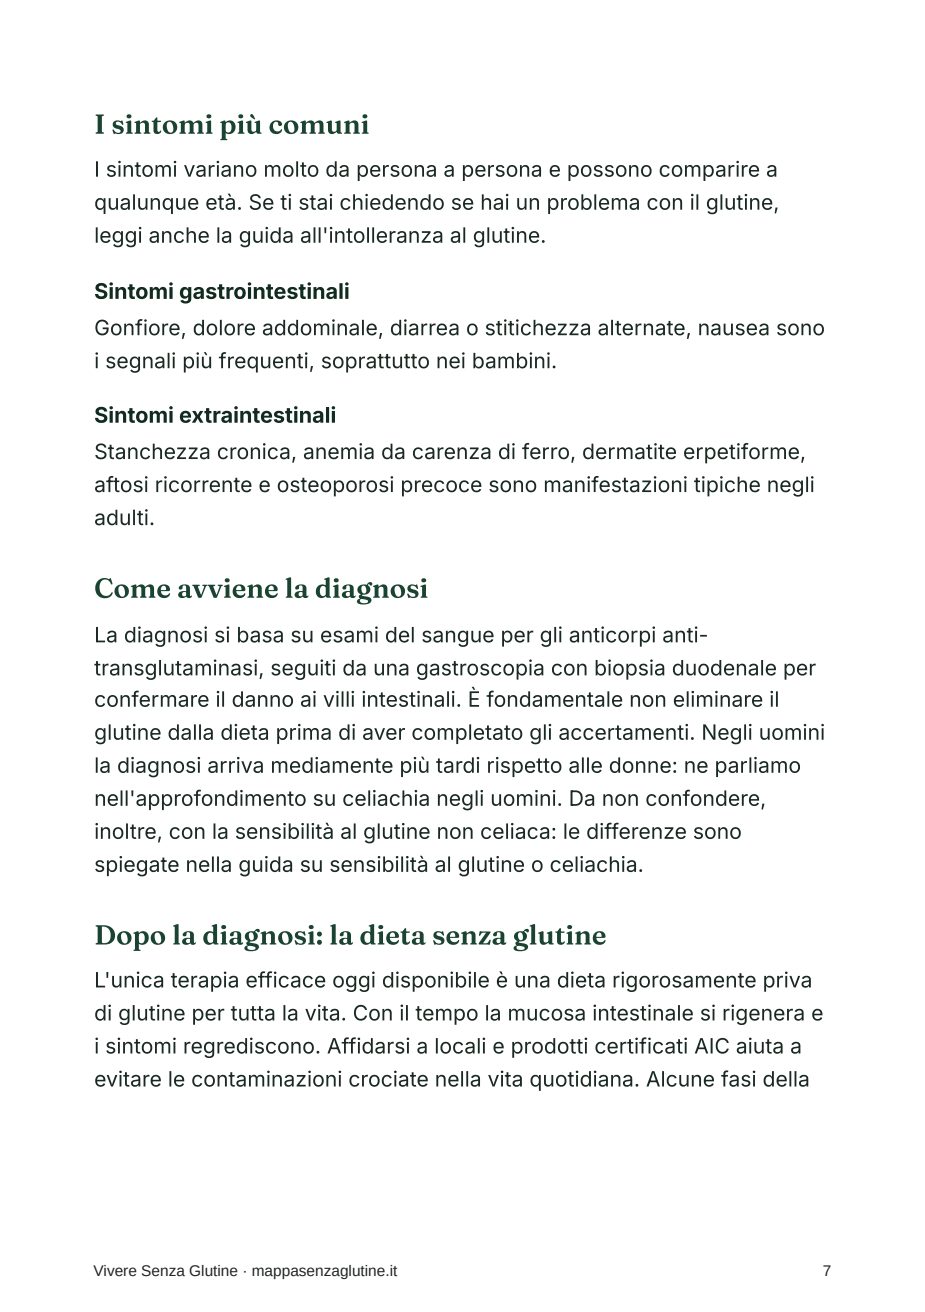 I sintomi più comuni
I sintomi variano molto da persona a persona e possono comparire a
qualunque età. Se ti stai chiedendo se hai un problema con il glutine,
leggi anche la guida all'intolleranza al glutine.
Sintomi gastrointestinali
Gonfiore, dolore addominale, diarrea o stitichezza alternate, nausea sono
i segnali più frequenti, soprattutto nei bambini.
Sintomi extraintestinali
Stanchezza cronica, anemia da carenza di ferro, dermatite erpetiforme,
aftosi ricorrente e osteoporosi precoce sono manifestazioni tipiche negli
adulti.
Come avviene la diagnosi
La diagnosi si basa su esami del sangue per gli anticorpi anti-
transglutaminasi, seguiti da una gastroscopia con biopsia duodenale per
confermare il danno ai villi intestinali. È fondamentale non eliminare il
glutine dalla dieta prima di aver completato gli accertamenti. Negli uomini
la diagnosi arriva mediamente più tardi rispetto alle donne: ne parliamo
nell'approfondimento su celiachia negli uomini. Da non confondere,
inoltre, con la sensibilità al glutine non celiaca: le differenze sono
spiegate nella guida su sensibilità al glutine o celiachia.
Dopo la diagnosi: la dieta senza glutine
L'unica terapia efficace oggi disponibile è una dieta rigorosamente priva
di glutine per tutta la vita. Con il tempo la mucosa intestinale si rigenera e
i sintomi regrediscono. Affidarsi a locali e prodotti certificati AIC aiuta a
evitare le contaminazioni crociate nella vita quotidiana. Alcune fasi della
Vivere Senza Glutine · mappasenzaglutine.it 7